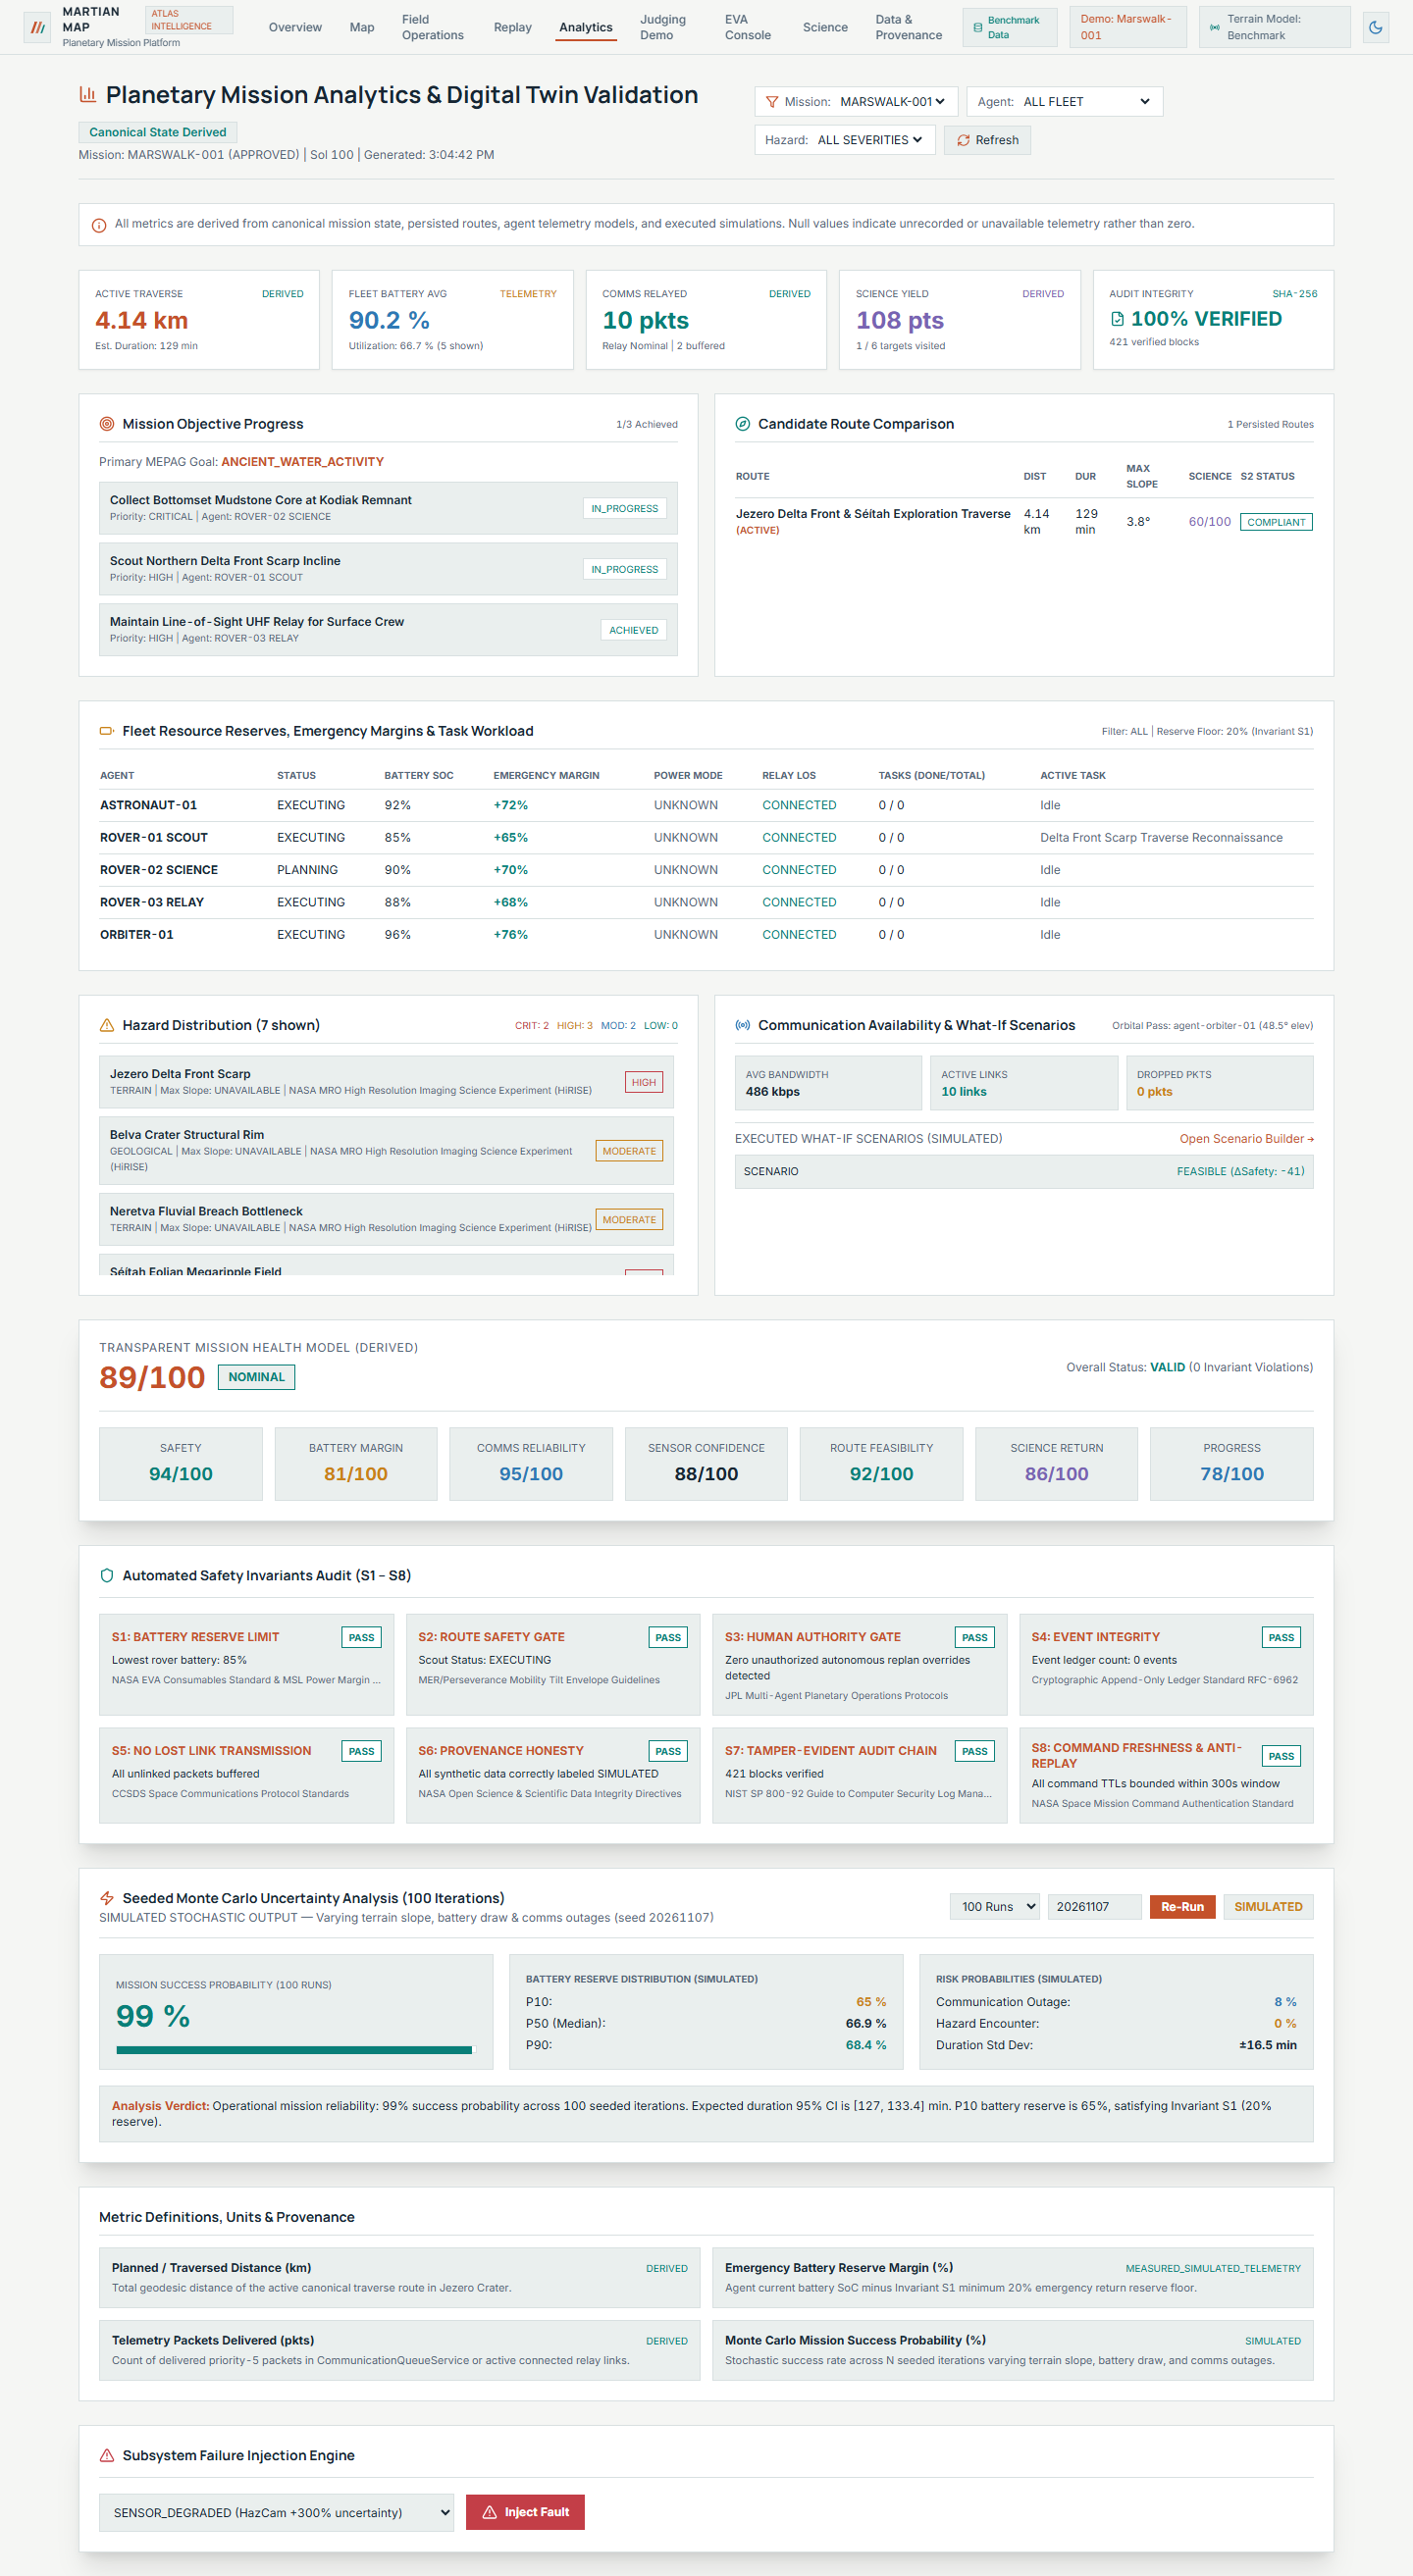 MARTIAN MAP
Planetary Mission Platform
ATLAS INTELLIGENCE
Overview
Map
Field Operations
Replay
Analytics
Judging Demo
EVA Console
Science
Data & Provenance
Benchmark Data
Demo: Marswalk-001
Terrain Model: Benchmark
Planetary Mission Analytics & Digital Twin Validation
Canonical State Derived
Mission: MARSWALK-001 (APPROVED) | Sol 100 | Generated: 3:04:42 PM
Mission: MARSWALK-001
Agent: ALL FLEET
Hazard: ALL SEVERITIES
Refresh
All metrics are derived from canonical mission state, persisted routes, agent telemetry models, and executed simulations. Null values indicate unrecorded or unavailable telemetry rather than zero.
ACTIVE TRAVERSE DERIVED
4.14 km
Est. Duration: 129 min
FLEET BATTERY AVG TELEMETRY
90.2 %
Utilization: 66.7 % (5 shown)
COMMS RELAYED DERIVED
10 pkts
Relay Nominal | 2 buffered
SCIENCE YIELD DERIVED
108 pts
1 / 6 targets visited
AUDIT INTEGRITY SHA-256
100% VERIFIED
421 verified blocks
Mission Objective Progress 1/3 Achieved
Primary MEPAG Goal: ANCIENT_WATER_ACTIVITY
Collect Bottomset Mudstone Core at Kodiak Remnant
Priority: CRITICAL | Agent: ROVER-02 SCIENCE
IN_PROGRESS
Scout Northern Delta Front Scarp Incline
Priority: HIGH | Agent: ROVER-01 SCOUT
IN_PROGRESS
Maintain Line-of-Sight UHF Relay for Surface Crew
Priority: HIGH | Agent: ROVER-03 RELAY
ACHIEVED
Candidate Route Comparison 1 Persisted Routes
ROUTE DIST DUR MAX SLOPE SCIENCE S2 STATUS
Jezero Delta Front & Séítah Exploration Traverse (ACTIVE) 4.14 km 129 min 3.8° 60/100 COMPLIANT
Fleet Resource Reserves, Emergency Margins & Task Workload Filter: ALL | Reserve Floor: 20% (Invariant S1)
AGENT STATUS BATTERY SOC EMERGENCY MARGIN POWER MODE RELAY LOS TASKS (DONE/TOTAL) ACTIVE TASK
ASTRONAUT-01 EXECUTING 92% +72% UNKNOWN CONNECTED 0 / 0 Idle
ROVER-01 SCOUT EXECUTING 85% +65% UNKNOWN CONNECTED 0 / 0 Delta Front Scarp Traverse Reconnaissance
ROVER-02 SCIENCE PLANNING 90% +70% UNKNOWN CONNECTED 0 / 0 Idle
ROVER-03 RELAY EXECUTING 88% +68% UNKNOWN CONNECTED 0 / 0 Idle
ORBITER-01 EXECUTING 96% +76% UNKNOWN CONNECTED 0 / 0 Idle
Hazard Distribution (7 shown) CRIT: 2 HIGH: 3 MOD: 2 LOW: 0
Jezero Delta Front Scarp
TERRAIN | Max Slope: UNAVAILABLE | NASA MRO High Resolution Imaging Science Experiment (HiRISE)
HIGH
Belva Crater Structural Rim
GEOLOGICAL | Max Slope: UNAVAILABLE | NASA MRO High Resolution Imaging Science Experiment (HiRISE)
MODERATE
Neretva Fluvial Breach Bottleneck
TERRAIN | Max Slope: UNAVAILABLE | NASA MRO High Resolution Imaging Science Experiment (HiRISE)
MODERATE
Séítah Eolian Megaripple Field
Communication Availability & What-If Scenarios Orbital Pass: agent-orbiter-01 (48.5° elev)
AVG BANDWIDTH
486 kbps
ACTIVE LINKS
10 links
DROPPED PKTS
0 pkts
EXECUTED WHAT-IF SCENARIOS (SIMULATED) Open Scenario Builder →
SCENARIO FEASIBLE (ΔSafety: -41)
TRANSPARENT MISSION HEALTH MODEL (DERIVED)
89/100 NOMINAL
Overall Status: VALID (0 Invariant Violations)
SAFETY
94/100
BATTERY MARGIN
81/100
COMMS RELIABILITY
95/100
SENSOR CONFIDENCE
88/100
ROUTE FEASIBILITY
92/100
SCIENCE RETURN
86/100
PROGRESS
78/100
Automated Safety Invariants Audit (S1 – S8)
S1: BATTERY RESERVE LIMIT PASS
Lowest rover battery: 85%
NASA EVA Consumables Standard & MSL Power Margin ...
S2: ROUTE SAFETY GATE PASS
Scout Status: EXECUTING
MER/Perseverance Mobility Tilt Envelope Guidelines
S3: HUMAN AUTHORITY GATE PASS
Zero unauthorized autonomous replan overrides detected
JPL Multi-Agent Planetary Operations Protocols
S4: EVENT INTEGRITY PASS
Event ledger count: 0 events
Cryptographic Append-Only Ledger Standard RFC-6962
S5: NO LOST LINK TRANSMISSION PASS
All unlinked packets buffered
CCSDS Space Communications Protocol Standards
S6: PROVENANCE HONESTY PASS
All synthetic data correctly labeled SIMULATED
NASA Open Science & Scientific Data Integrity Directives
S7: TAMPER-EVIDENT AUDIT CHAIN PASS
421 blocks verified
NIST SP 800-92 Guide to Computer Security Log Mana...
S8: COMMAND FRESHNESS & ANTI-REPLAY PASS
All command TTLs bounded within 300s window
NASA Space Mission Command Authentication Standard
Seeded Monte Carlo Uncertainty Analysis (100 Iterations)
SIMULATED STOCHASTIC OUTPUT — Varying terrain slope, battery draw & comms outages (seed 20261107)
100 Runs 20261107 Re-Run SIMULATED
MISSION SUCCESS PROBABILITY (100 RUNS)
99 %
BATTERY RESERVE DISTRIBUTION (SIMULATED)
P10: 65 %
P50 (Median): 66.9 %
P90: 68.4 %
RISK PROBABILITIES (SIMULATED)
Communication Outage: 8 %
Hazard Encounter: 0 %
Duration Std Dev: ±16.5 min
Analysis Verdict: Operational mission reliability: 99% success probability across 100 seeded iterations. Expected duration 95% CI is [127, 133.4] min. P10 battery reserve is 65%, satisfying Invariant S1 (20%
reserve).
Metric Definitions, Units & Provenance
Planned / Traversed Distance (km) DERIVED
Total geodesic distance of the active canonical traverse route in Jezero Crater.
Emergency Battery Reserve Margin (%) MEASURED_SIMULATED_TELEMETRY
Agent current battery SoC minus Invariant S1 minimum 20% emergency return reserve floor.
Telemetry Packets Delivered (pkts) DERIVED
Count of delivered priority-5 packets in CommunicationQueueService or active connected relay links.
Monte Carlo Mission Success Probability (%) SIMULATED
Stochastic success rate across N seeded iterations varying terrain slope, battery draw, and comms outages.
Subsystem Failure Injection Engine
SENSOR_DEGRADED (HazCam +300% uncertainty)
Inject Fault